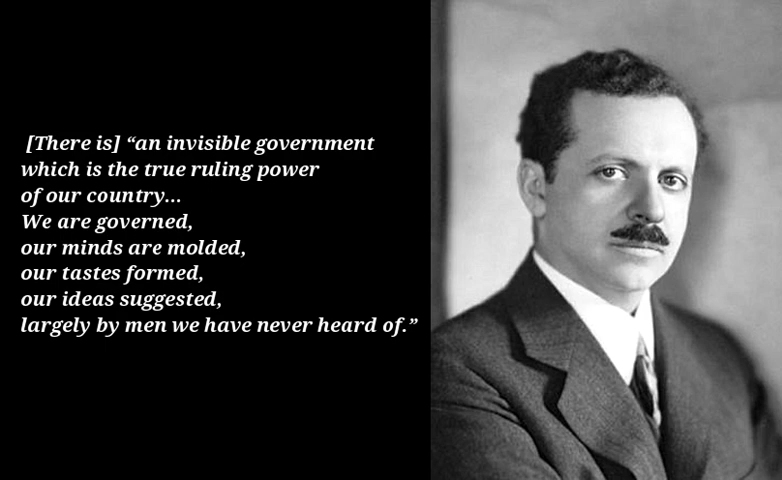 [There is] “an invisible government
which is the true ruling power
of our country...
We are governed,
our minds are molded,
our tastes formed,
our ideas suggested,
largely by men we have never heard of.”